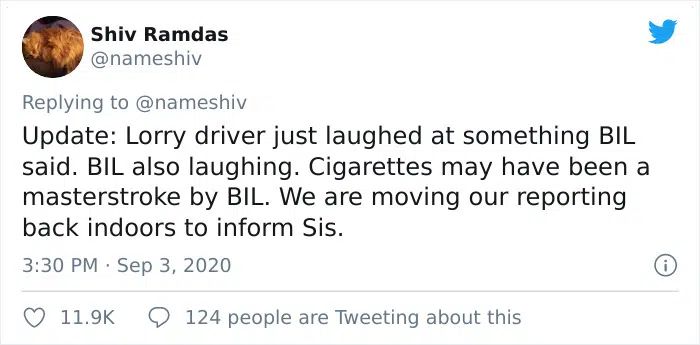 Shiv Ramdas
@nameshiv
Replying to @nameshiv
Update: Lorry driver just laughed at something BIL
said. BIL also laughing. Cigarettes may have been a
masterstroke by BIL. We are moving our reporting
back indoors to inform Sis.
3:30 PM · Sep 3, 2020
11.9K 124 people are Tweeting about this